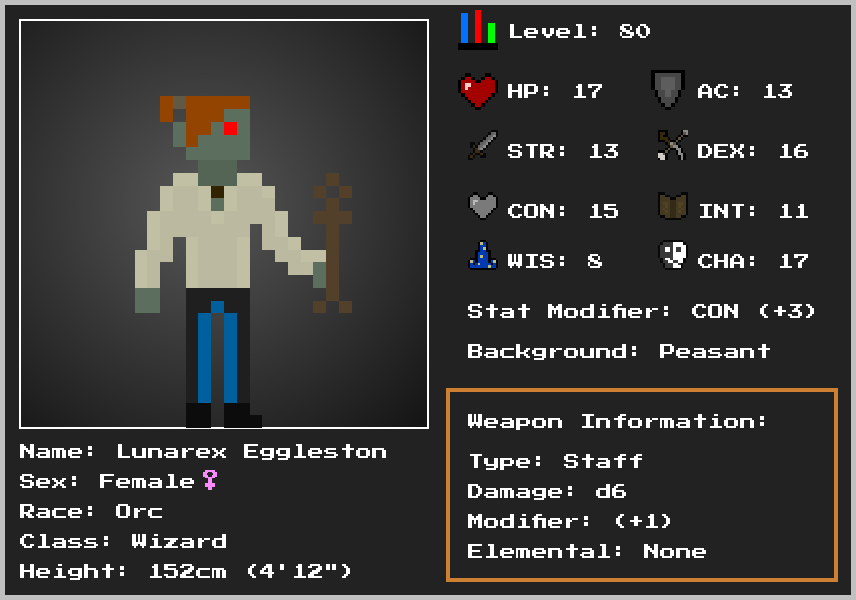 Level: 80
HP: 17 AC: 13
STR: 13 DEX: 16
CON: 15 INT: 11
WIS: 8 CHA: 17
Stat Modifier: CON (+3)
Background: Peasant
Weapon Information:
Type: Staff
Damage: d6
Modifier: (+1)
Elemental: None
Name: Lunarex Eggleston
Sex: Female♀
Race: Orc
Class: Wizard
Height: 152cm (4'12")